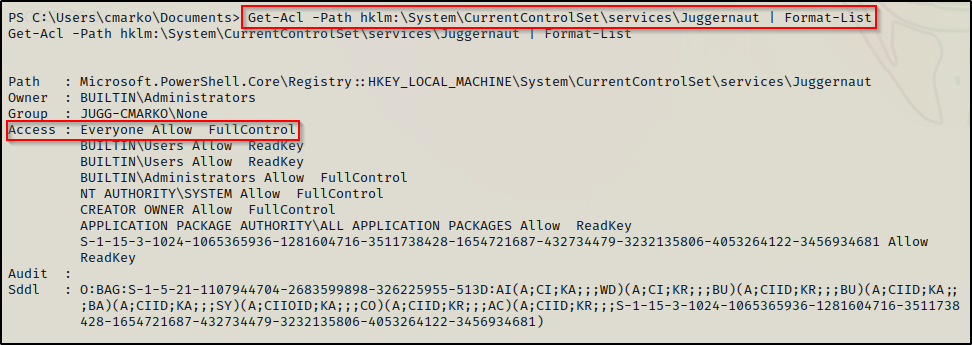 PS C:\Users\cmarko\Documents> Get-Acl -Path hklm:\System\CurrentControlSet\services\Juggernaut | Format-List
Get-Acl -Path hklm:\System\CurrentControlSet\services\Juggernaut | Format-List
Path   : Microsoft.PowerShell.Core\Registry::HKEY_LOCAL_MACHINE\System\CurrentControlSet\services\Juggernaut
Owner  : BUILTIN\Administrators
Group  : JUGG-CMARKO\None
Access : Everyone Allow  FullControl
         BUILTIN\Users Allow  ReadKey
         BUILTIN\Users Allow  ReadKey
         BUILTIN\Administrators Allow  FullControl
         NT AUTHORITY\SYSTEM Allow  FullControl
         CREATOR OWNER Allow  FullControl
         APPLICATION PACKAGE AUTHORITY\ALL APPLICATION PACKAGES Allow  ReadKey
         S-1-15-3-1024-1065365936-1281604716-3511738428-1654721687-432734479-3232135806-4053264122-3456934681 Allow
         ReadKey
Audit  :
Sddl   : O:BAG:S-1-5-21-1107944704-2683599898-326225955-513D:AI(A;CI;KA;;;WD)(A;CI;KR;;;BU)(A;CIID;KR;;;BU)(A;CIID;KA;;
         ;BA)(A;CIID;KA;;;SY)(A;CIIOID;KA;;;CO)(A;CIID;KR;;;AC)(A;CIID;KR;;;S-1-15-3-1024-1065365936-1281604716-3511738
         428-1654721687-432734479-3232135806-4053264122-3456934681)